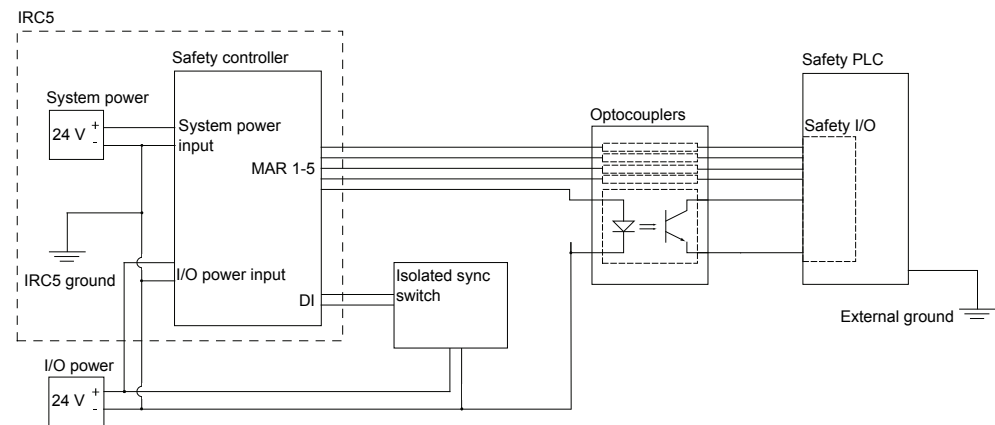 IRC5
Safety controller
Safety PLC
System power
Optocouplers
24 V
+
-
System power
input
Safety I/O
MAR 1-5
IRC5 ground
I/O power input
Isolated sync
switch
DI
External ground
I/O power
24 V
+
-